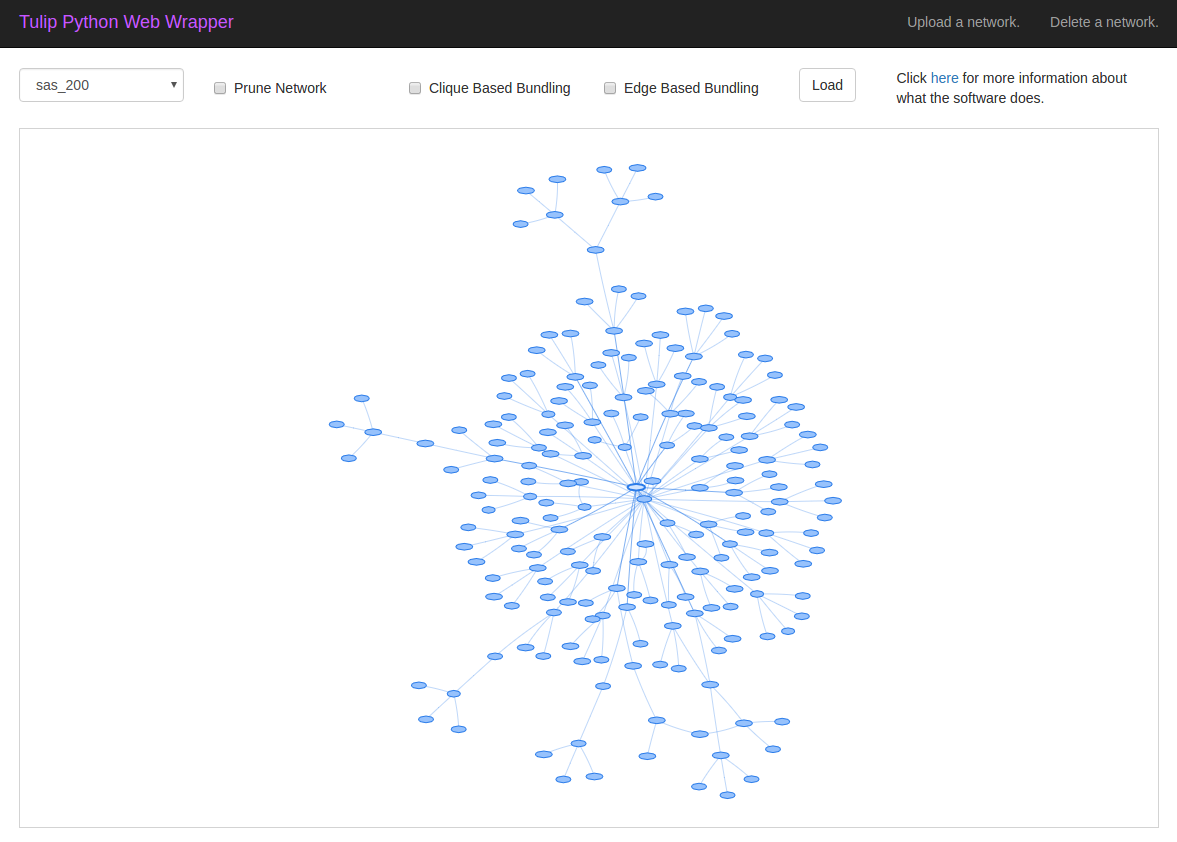 Tulip Python Web Wrapper
Upload a network.
Delete a network.
sas_200
Prune Network
Clique Based Bundling
Edge Based Bundling
Load
Click here for more information about
what the software does.